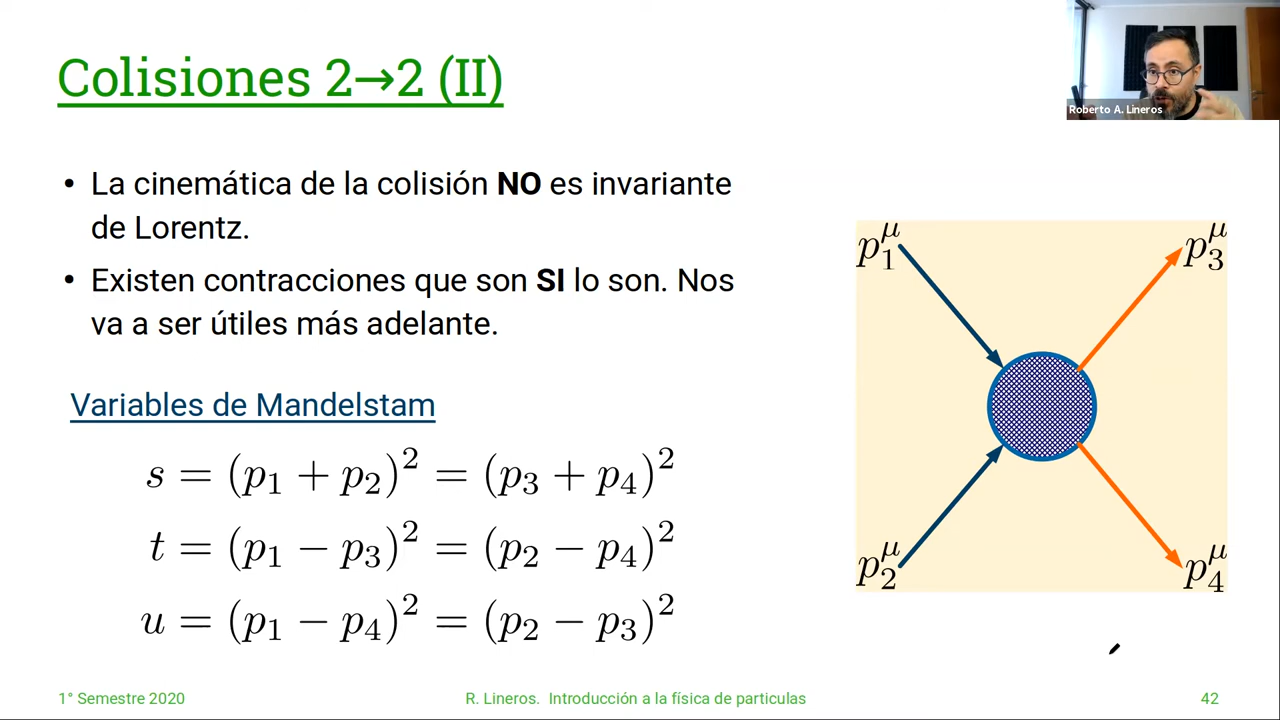 Colisiones 2→2 (II)
Roberto A. Lineros
• La cinemática de la colisión NO es invariante
de Lorentz.
• Existen contracciones que son SI lo son. Nos
va a ser útiles más adelante.
Variables de Mandelstam
s = (p₁ + p₂)² = (p₃ + p₄)²
t = (p₁ − p₃)² = (p₂ − p₄)²
u = (p₁ − p₄)² = (p₂ − p₃)²
p₁^μ
p₃^μ
p₂^μ
p₄^μ
1° Semestre 2020
R. Lineros. Introducción a la física de particulas
42